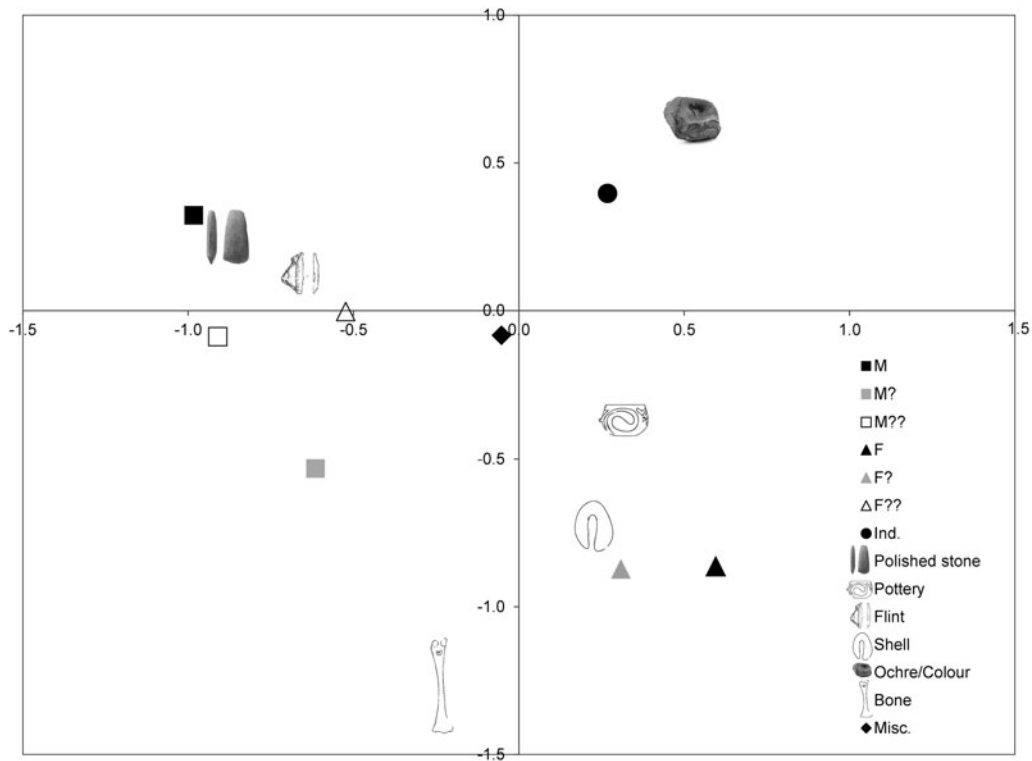 1.0
0.5
0.0
-1.5
-1.0
-0.5
0.0
0.5
1.0
1.5
-0.5
-1.0
-1.5
M
M?
M??
F
F?
F??
Ind.
Polished stone
Pottery
Flint
Shell
Ochre/Colour
Bone
Misc.